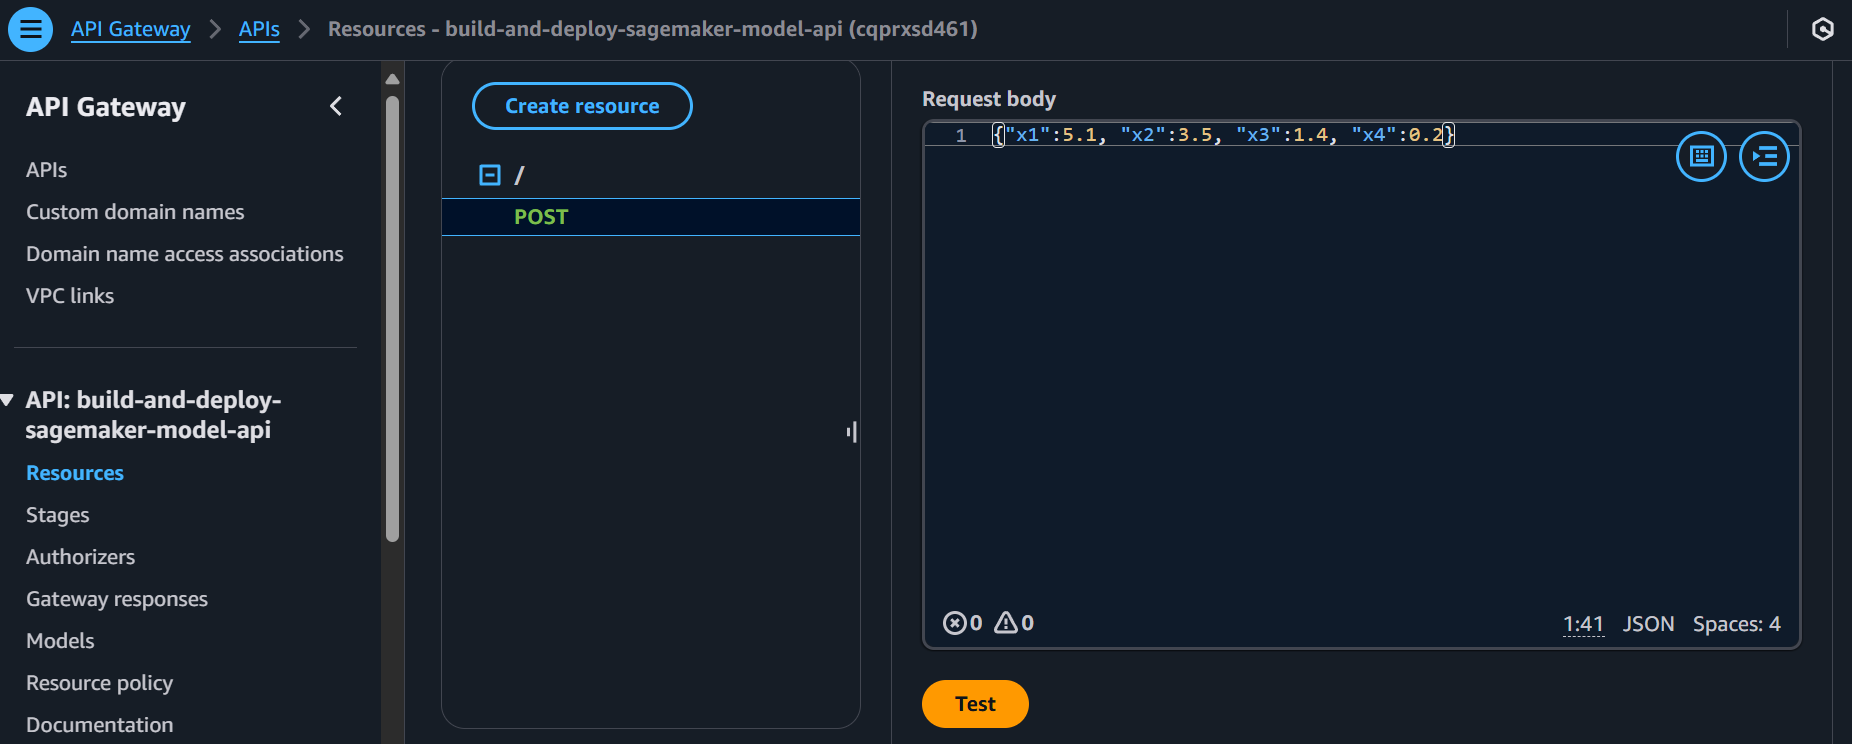 API Gateway > APIs > Resources - build-and-deploy-sagemaker-model-api (cqprxsd461)
API Gateway
APIs
Custom domain names
Domain name access associations
VPC links
API: build-and-deploy-
sagemaker-model-api
Resources
Stages
Authorizers
Gateway responses
Models
Resource policy
Documentation
Create resource
/
POST
Request body
1 {"x1":5.1, "x2":3.5, "x3":1.4, "x4":0.2}
0 0 1:41 JSON Spaces: 4
Test